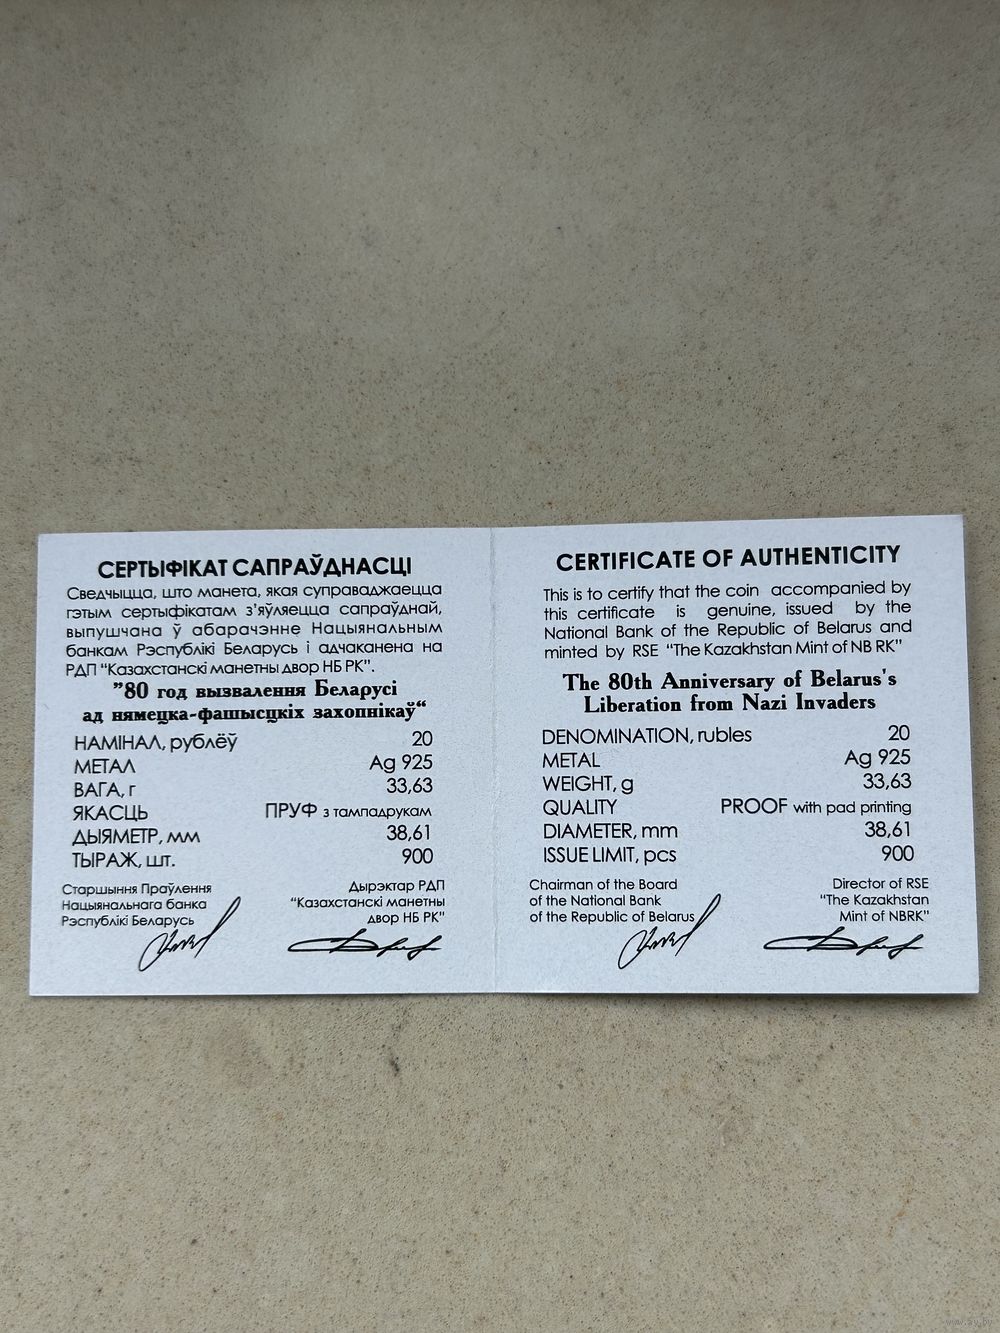 СЕРТЫФІКАТ САПРАЎДНАСЦІ
Сведчыцца, што манета, якая суправаджаецца
гэтым сертыфікатам з'яўляецца сапраўднай,
выпушчана ў абарачэнне Нацыянальным
банкам Рэспублікі Беларусь і адчаканена на
РДП “Казахстанскі манетны двор НБ РК”.
”80 год вызвалення Беларусі
ад нямецка-фашысцкіх захопнікаў“
НАМІНАЛ, рублёў 20
МЕТАЛ Ag 925
ВАГА, г 33,63
ЯКАСЦЬ ПРУФ з тампадрукам
ДЫЯМЕТР, мм 38,61
ТЫРАЖ, шт. 900
Старшыння Праўлення
Нацыянальнага банка
Рэспублікі Беларусь
Дырэктар РДП
“Казахстанскі манетны
двор НБ РК”
CERTIFICATE OF AUTHENTICITY
This is to certify that the coin accompanied by
this certificate is genuine, issued by the
National Bank of the Republic of Belarus and
minted by RSE “The Kazakhstan Mint of NB RK”
The 80th Anniversary of Belarus's
Liberation from Nazi Invaders
DENOMINATION, rubles 20
METAL Ag 925
WEIGHT, g 33,63
QUALITY PROOF with pad printing
DIAMETER, mm 38,61
ISSUE LIMIT, pcs 900
Chairman of the Board
of the National Bank
of the Republic of Belarus
Director of RSE
“The Kazakhstan
Mint of NBRK”